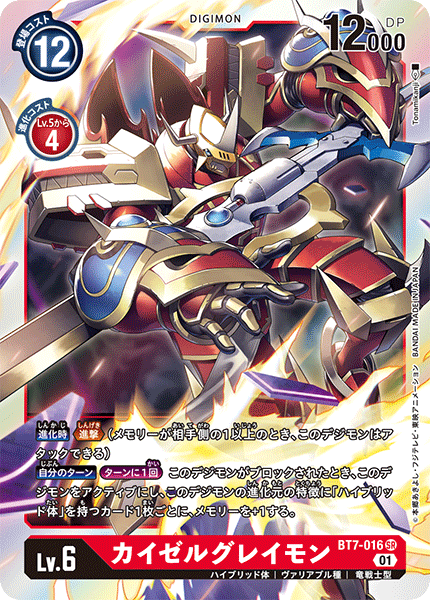 登場コスト
12
DIGIMON
DP
12000
進化コスト
Lv.5から
4
Tonamikanji
©本郷あきよし・フジテレビ・東映アニメーション BANDAI MADE IN JAPAN
進化時 進撃 (メモリーが相手側の1以上のとき、このデジモンはア
タックできる)
自分のターン ターンに1回 このデジモンがブロックされたとき、このデ
ジモンをアクティブにし、このデジモンの進化元の特徴に「ハイブリッ
ド体」を持つカード1枚ごとに、メモリーを+1する。
BT7-016 SR
Lv.6 カイゼルグレイモン 01
ハイブリッド体 | ヴァリアブル種 | 竜戦士型